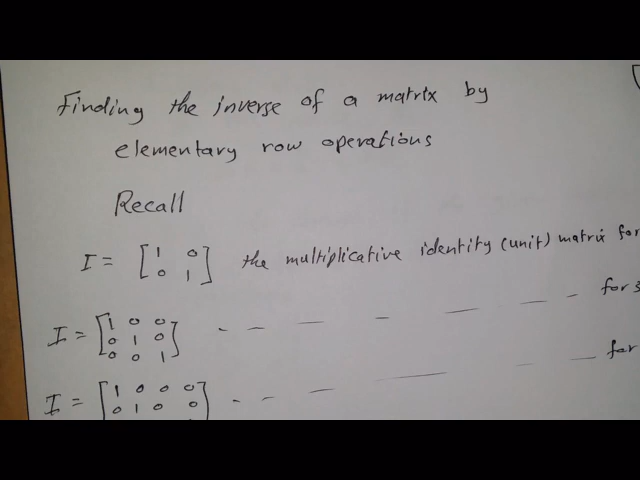 Finding the inverse of a matrix by
elementary row operations
Recall
I = [1 0
0 1] the multiplicative identity (unit) matrix for
I = [1 0 0
0 1 0
0 0 1] - - - - - - - for 3
I = [1 0 0 0
0 1 0 0 - - - - - - for